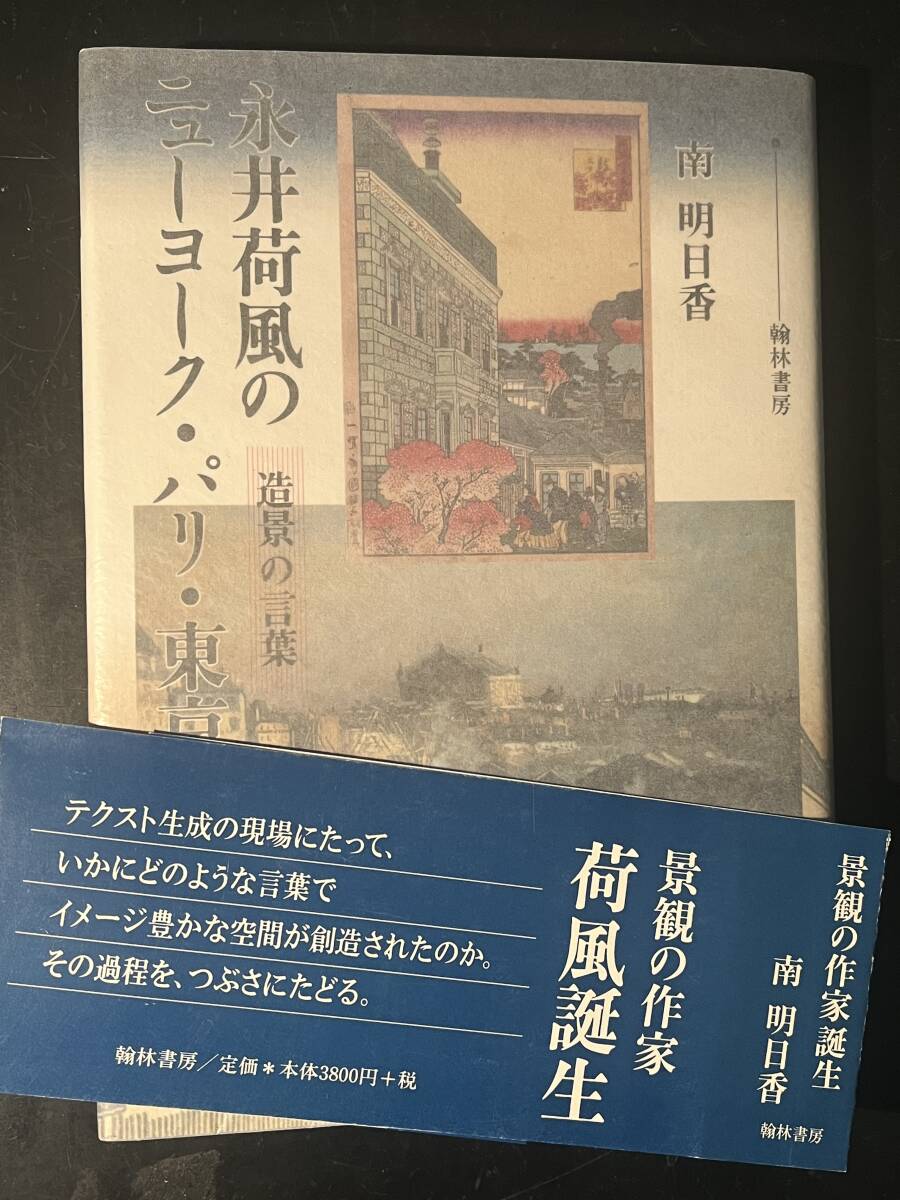 永井荷風の
ニューヨーク・パリ・東京
造景の言葉
南 明日香
翰林書房
景観の作家
荷風誕生
テクスト生成の現場にたって、
いかにどのような言葉で
イメージ豊かな空間が創造されたのか。
その過程を、つぶさにたどる。
翰林書房／定価＊本体3800円＋税
景観の作家誕生
南 明日香
翰林書房